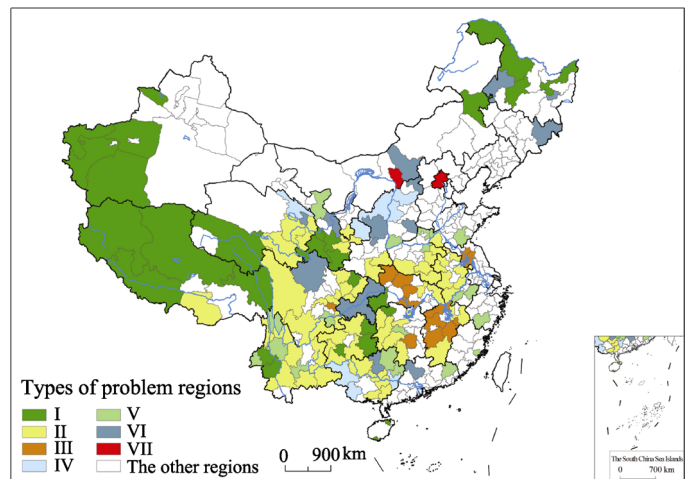 Types of problem regions
I
V
II
VI
III
VII
IV
The other regions
0 900 km
The South China Sea Islands
0 700 km